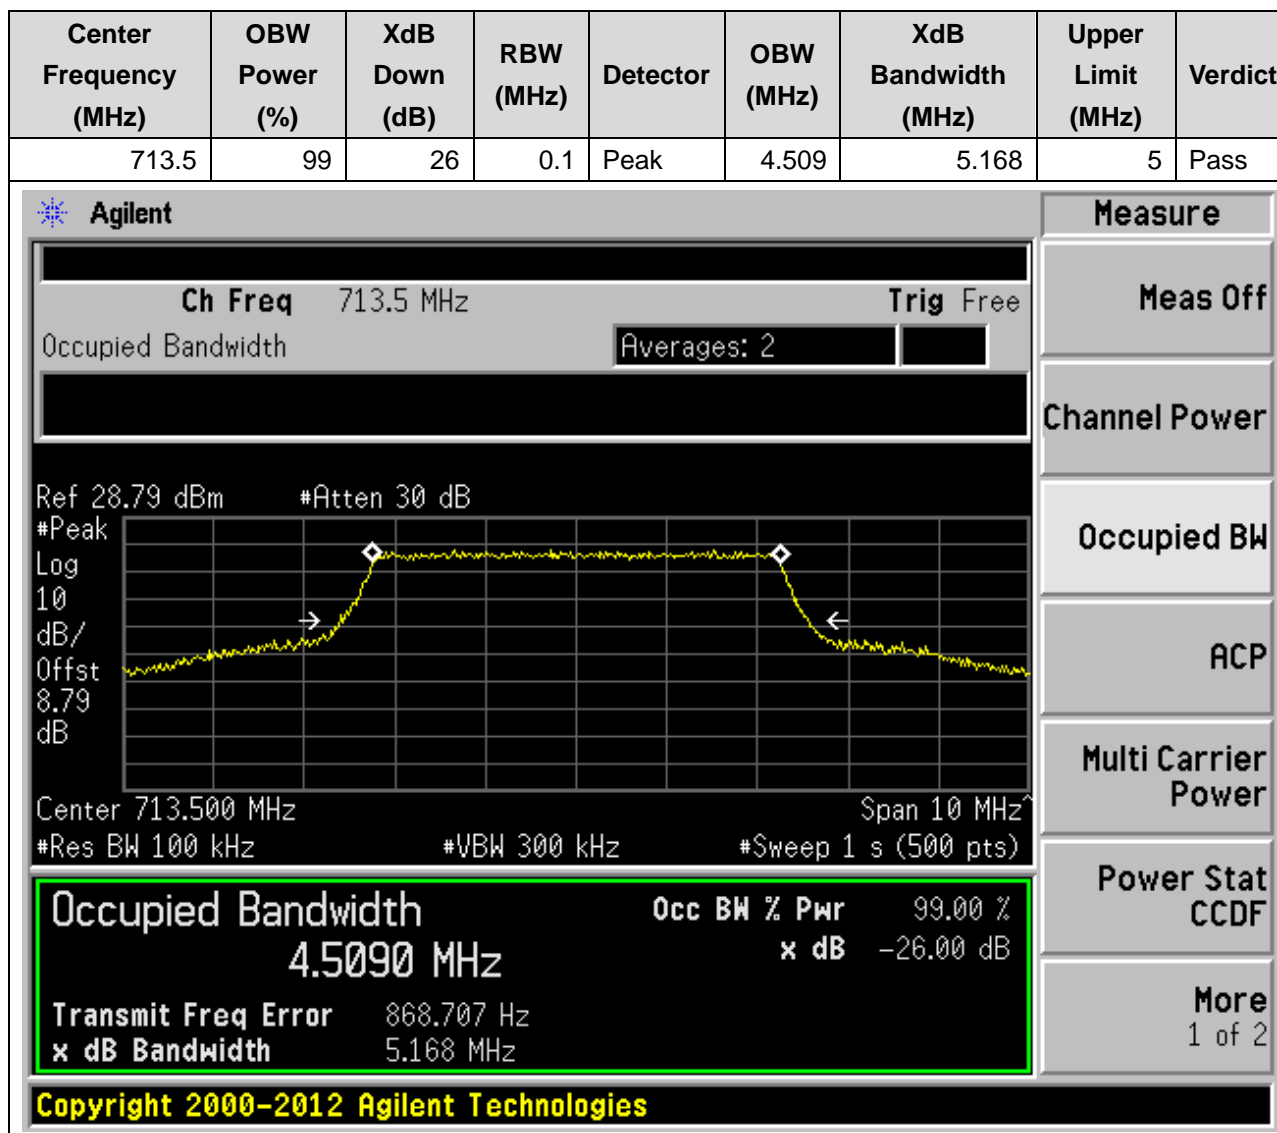 Center Frequency (MHz) OBW Power (%) XdB Down (dB) RBW (MHz) Detector OBW (MHz) XdB Bandwidth (MHz) Upper Limit (MHz) Verdict
713.5 99 26 0.1 Peak 4.509 5.168 5 Pass
Agilent
Measure
Ch Freq 713.5 MHz Trig Free
Meas Off
Occupied Bandwidth Averages: 2
Channel Power
Ref 28.79 dBm #Atten 30 dB
#Peak
Log
10
dB/
Offst
8.79
dB
Occupied BW
ACP
Multi Carrier
Power
Center 713.500 MHz Span 10 MHz^
#Res BW 100 kHz #VBW 300 kHz #Sweep 1 s (500 pts)
Power Stat
CCDF
Occupied Bandwidth Occ BW % Pwr 99.00 %
4.5090 MHz x dB -26.00 dB
Transmit Freq Error 868.707 Hz
x dB Bandwidth 5.168 MHz
More
1 of 2
Copyright 2000-2012 Agilent Technologies